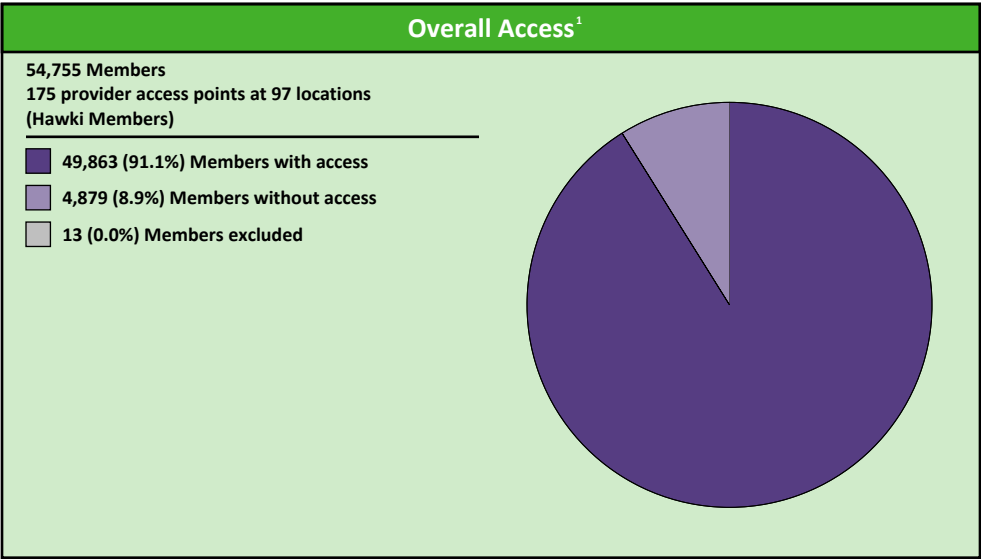 Overall Access¹
54,755 Members
175 provider access points at 97 locations
(Hawki Members)
49,863 (91.1%) Members with access
4,879 (8.9%) Members without access
13 (0.0%) Members excluded